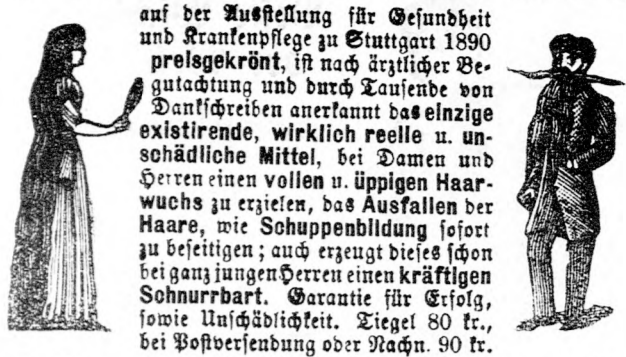 auf der Ausstellung für Gesundheit
und Krankenpflege zu Stuttgart 1890
preisgekrönt, ist nach ärztlicher Be-
gutachtung und durch Tausende von
Dankschreiben anerkannt das einzige
existirende, wirklich reelle u. un-
schädliche Mittel, bei Damen und
Herren einen vollen u. üppigen Haar-
wuchs zu erzielen, das Ausfallen der
Haare, wie Schuppenbildung sofort
zu beseitigen; auch erzeugt dieses schon
bei ganz jungen Herren einen kräftigen
Schnurrbart. Garantie für Erfolg,
sowie Unschädlichkeit. Tiegel 80 kr.,
bei Postversendung oder Nachn. 90 kr.